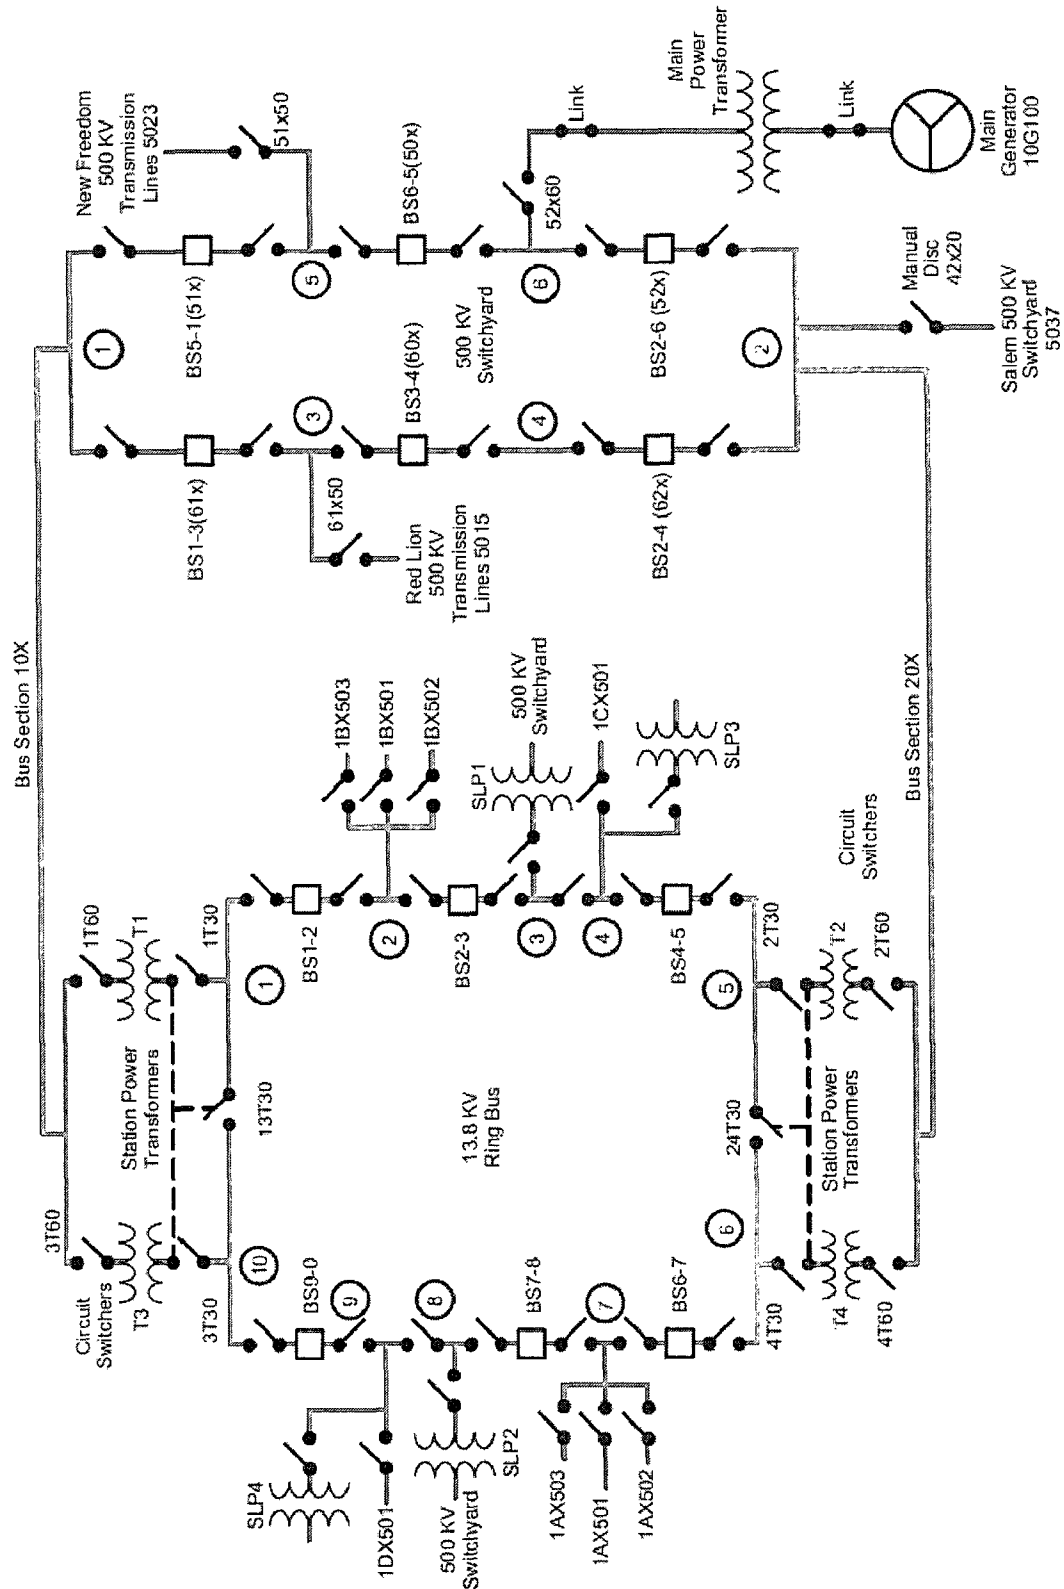 New Freedom
500 KV
Transmission
Lines 5023
51x50
1
BS5-1(51x)
5
BS6-5(50x)
52x60
6
BS2-6 (52x)
2
Link
Main
Power
Transformer
Link
Main
Generator
10G100
Manual
Disc
42x20
Salem 500 KV
Switchyard
5037
500 KV
Switchyard
BS1-3(61x)
3
BS3-4(60x)
4
BS2-4 (62x)
61x50
Red Lion
500 KV
Transmission
Lines 5015
Bus Section 10X
Bus Section 20X
3T60
Circuit
Switchers
T3
3T30
Station Power
Transformers
1T60
T1
1T30
13T30
10
1
BS9-0
9
8
BS7-8
7
BS6-7
6
BS1-2
2
BS2-3
3
4
BS4-5
5
13.8 KV
Ring Bus
1BX503
1BX501
1BX502
SLP1
500 KV
Switchyard
1CX501
SLP3
SLP4
1DX501
SLP2
500 KV
Switchyard
1AX503
1AX501
1AX502
24T30
4T30
T4
4T60
Station Power
Transformers
2T30
T2
2T60
Circuit
Switchers